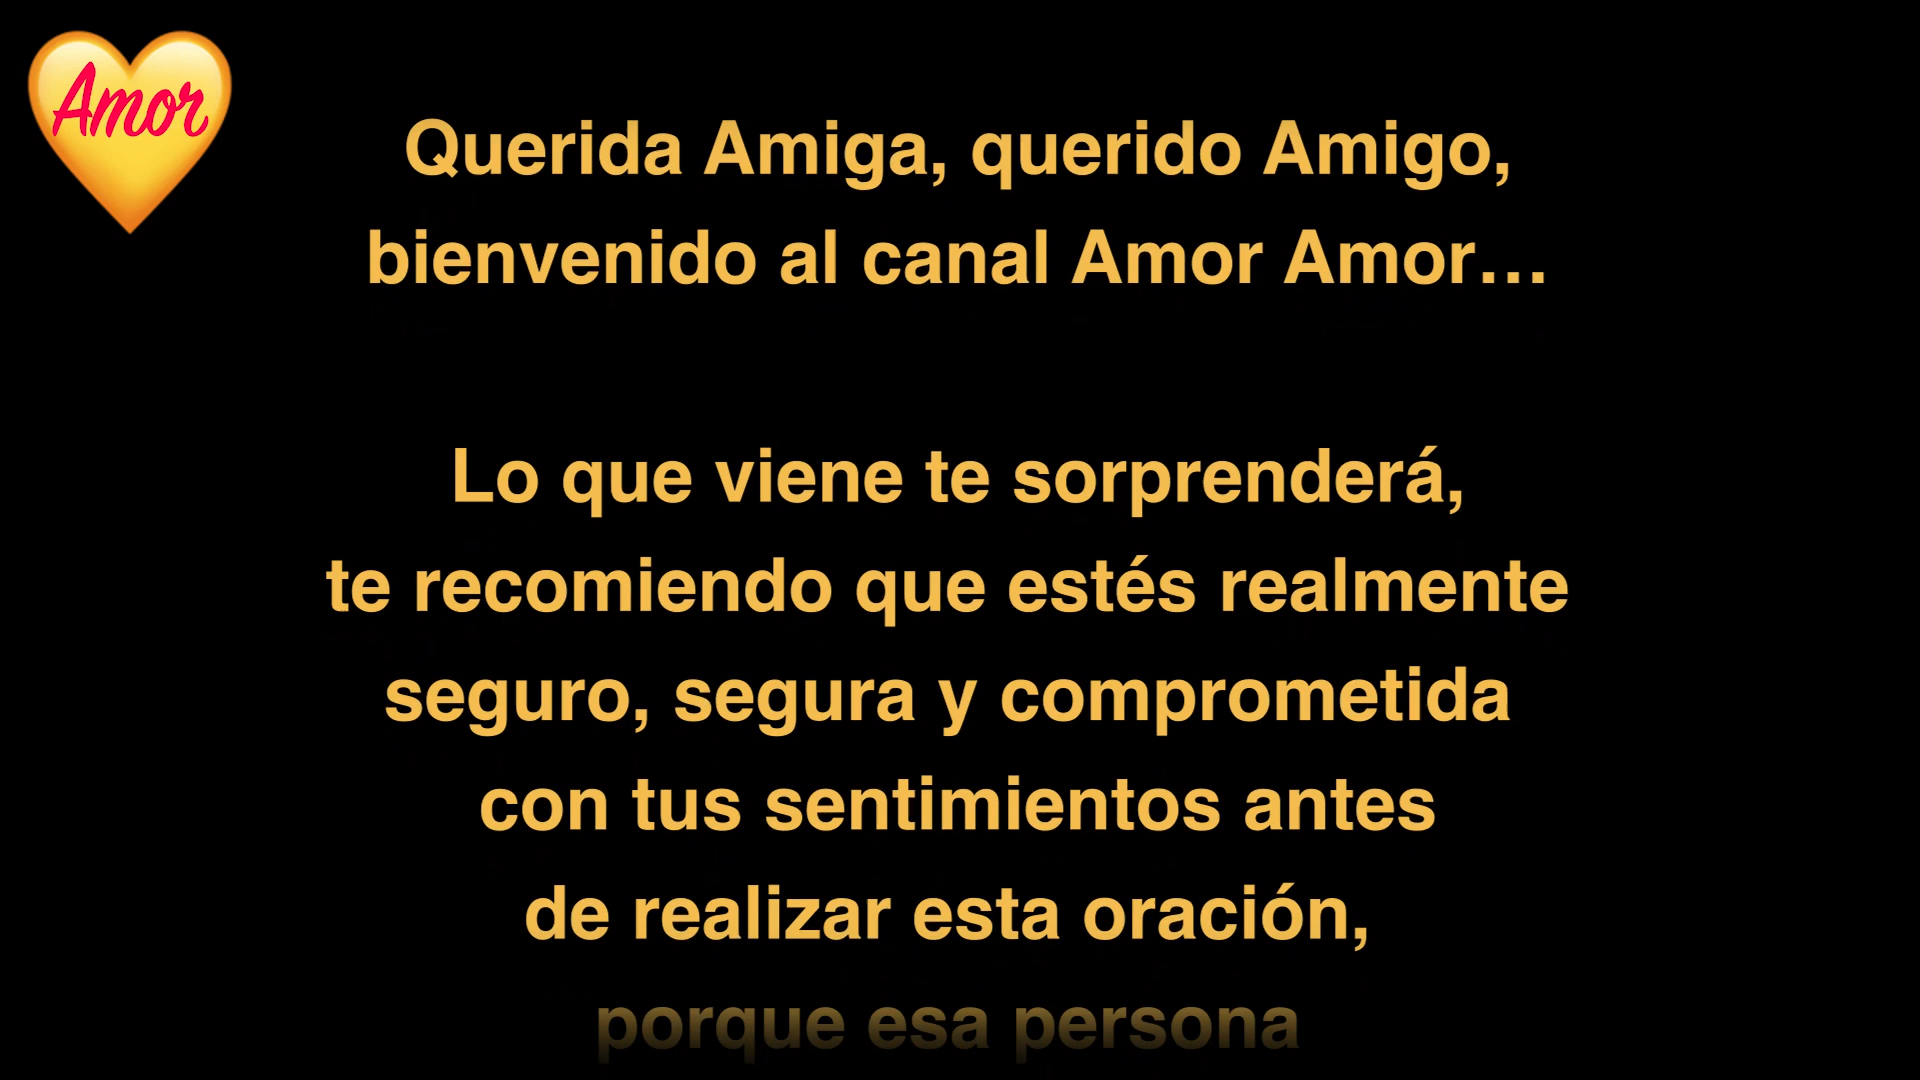 Amor
Querida Amiga, querido Amigo,
bienvenido al canal Amor Amor...
Lo que viene te sorprenderá,
te recomiendo que estés realmente
seguro, segura y comprometida
con tus sentimientos antes
de realizar esta oración,
porque esa persona